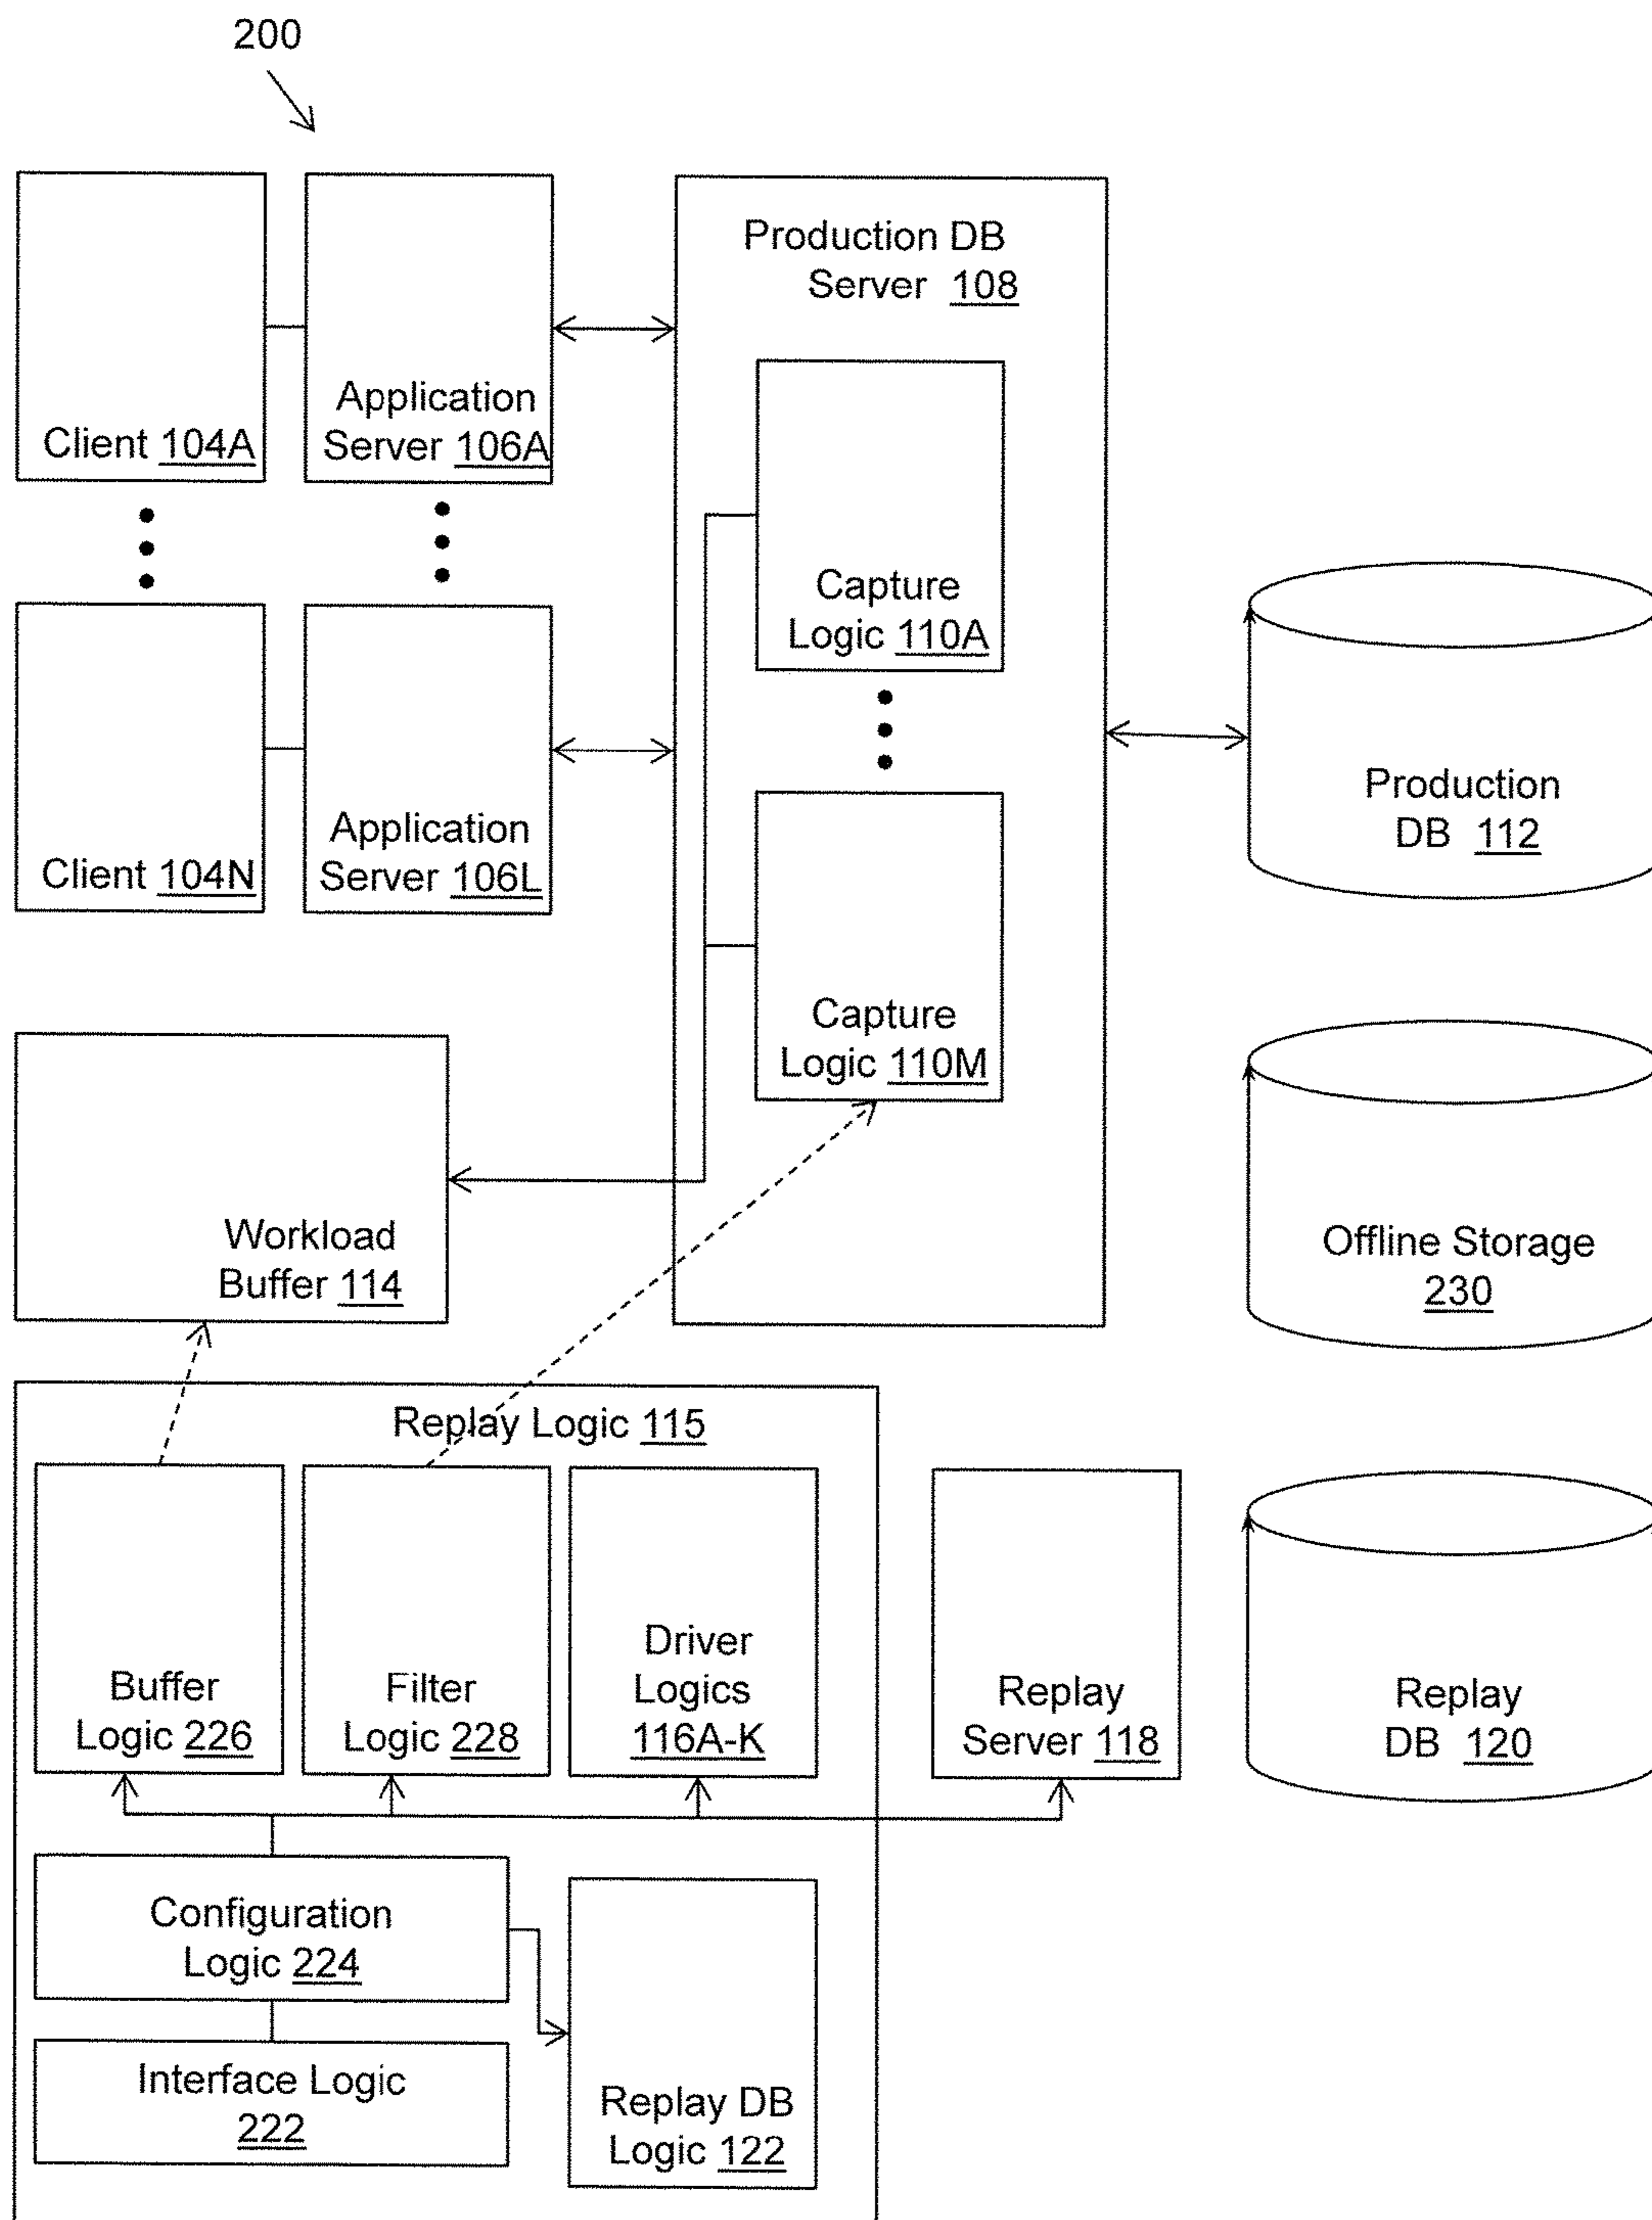 200
Production DB
Server 108
Client 104A
Application
Server 106A
Capture
Logic 110A
Client 104N
Application
Server 106L
Production
DB 112
Capture
Logic 110M
Workload
Buffer 114
Offline Storage
230
Replay Logic 115
Buffer
Logic 226
Filter
Logic 228
Driver
Logics
116A-K
Replay
Server 118
Replay
DB 120
Configuration
Logic 224
Interface Logic
222
Replay DB
Logic 122